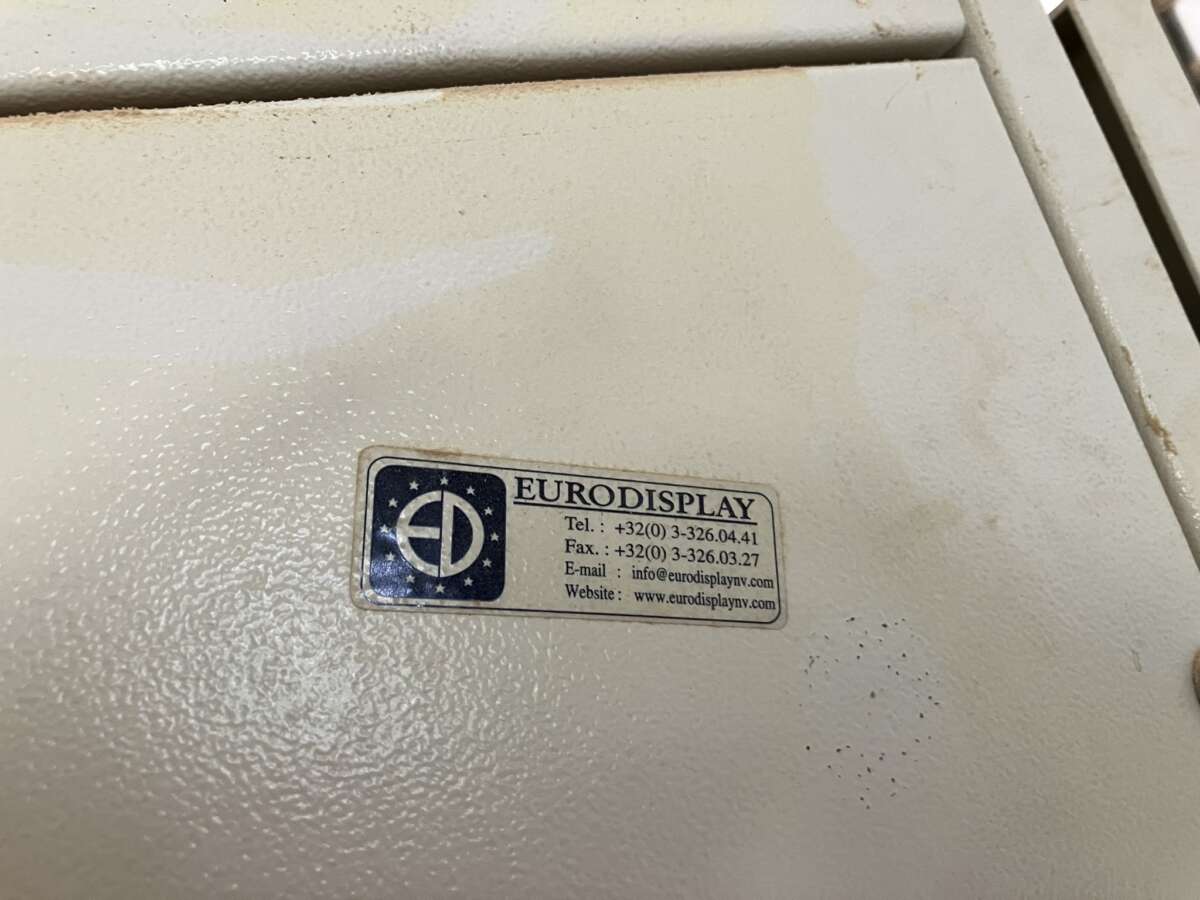 ED
EURODISPLAY
Tel. : +32(0) 3-326.04.41
Fax. : +32(0) 3-326.03.27
E-mail : info@eurodisplaynv.com
Website : www.eurodisplaynv.com